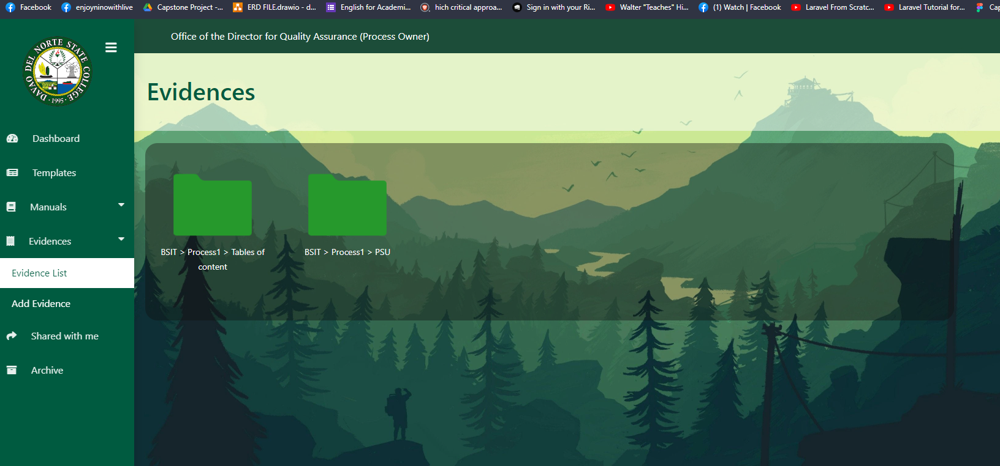 Facebook
enjoyninowithlive
Capstone Project -...
ERD FILE.drawio - d...
English for Academi...
hich critical approa...
Sign in with your Ri...
Walter "Teaches" Hi...
(1) Watch | Facebook
Laravel From Scratc...
Laravel Tutorial for...
Cap
DAVAO DEL NORTE STATE COLLEGE
· 1995 ·
Office of the Director for Quality Assurance (Process Owner)
Evidences
Dashboard
Templates
Manuals
Evidences
Evidence List
Add Evidence
Shared with me
Archive
BSIT > Process1 > Tables of
content
BSIT > Process1 > PSU